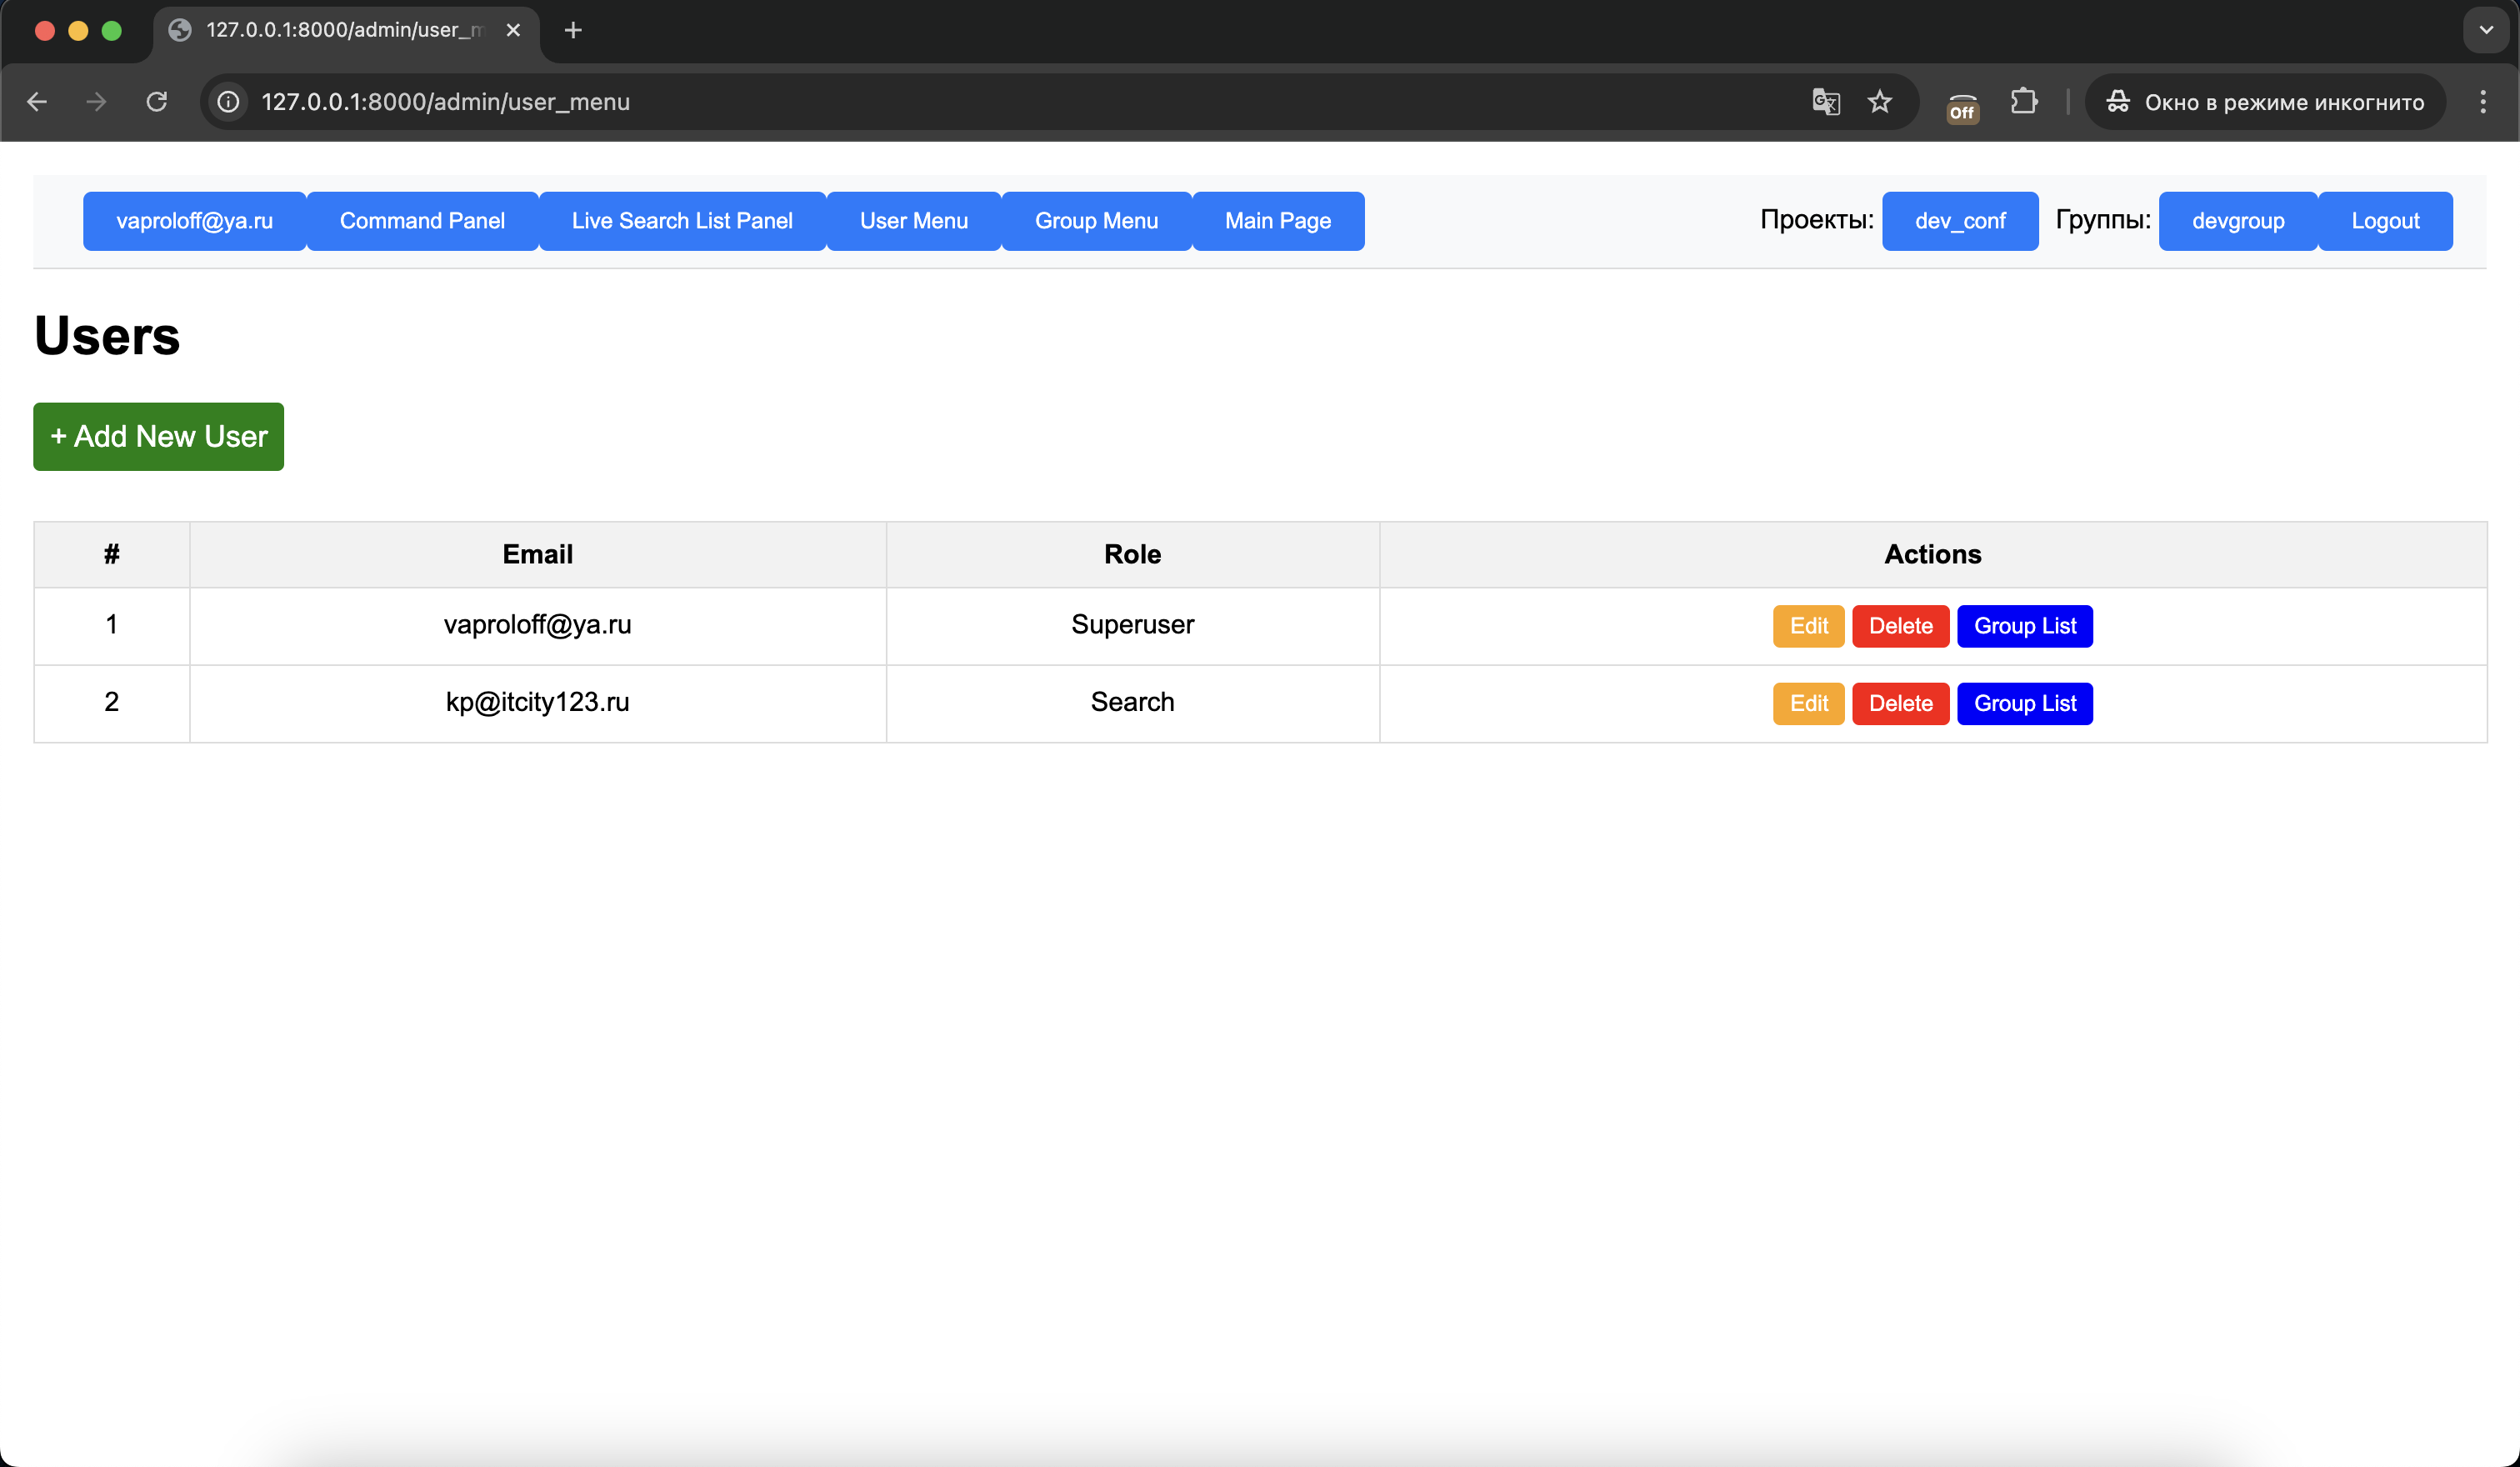 127.0.0.1:8000/admin/user_m
127.0.0.1:8000/admin/user_menu Off Окно в режиме инкогнито
vaproloff@ya.ru Command Panel Live Search List Panel User Menu Group Menu Main Page Проекты: dev_conf Группы: devgroup Logout
Users
+ Add New User
# Email Role Actions
1 vaproloff@ya.ru Superuser Edit Delete Group List
2 kp@itcity123.ru Search Edit Delete Group List